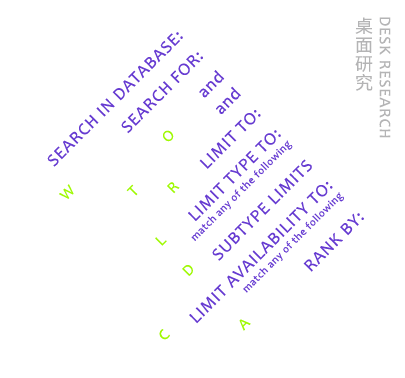 桌面研究
DESK RESEARCH
SEARCH IN DATABASE:
SEARCH FOR:
and
and
LIMIT TO:
LIMIT TYPE TO:
match any of the following
SUBTYPE LIMITS
LIMIT AVAILABILITY TO:
match any of the following
RANK BY:
W
T
O
R
L
D
C
A